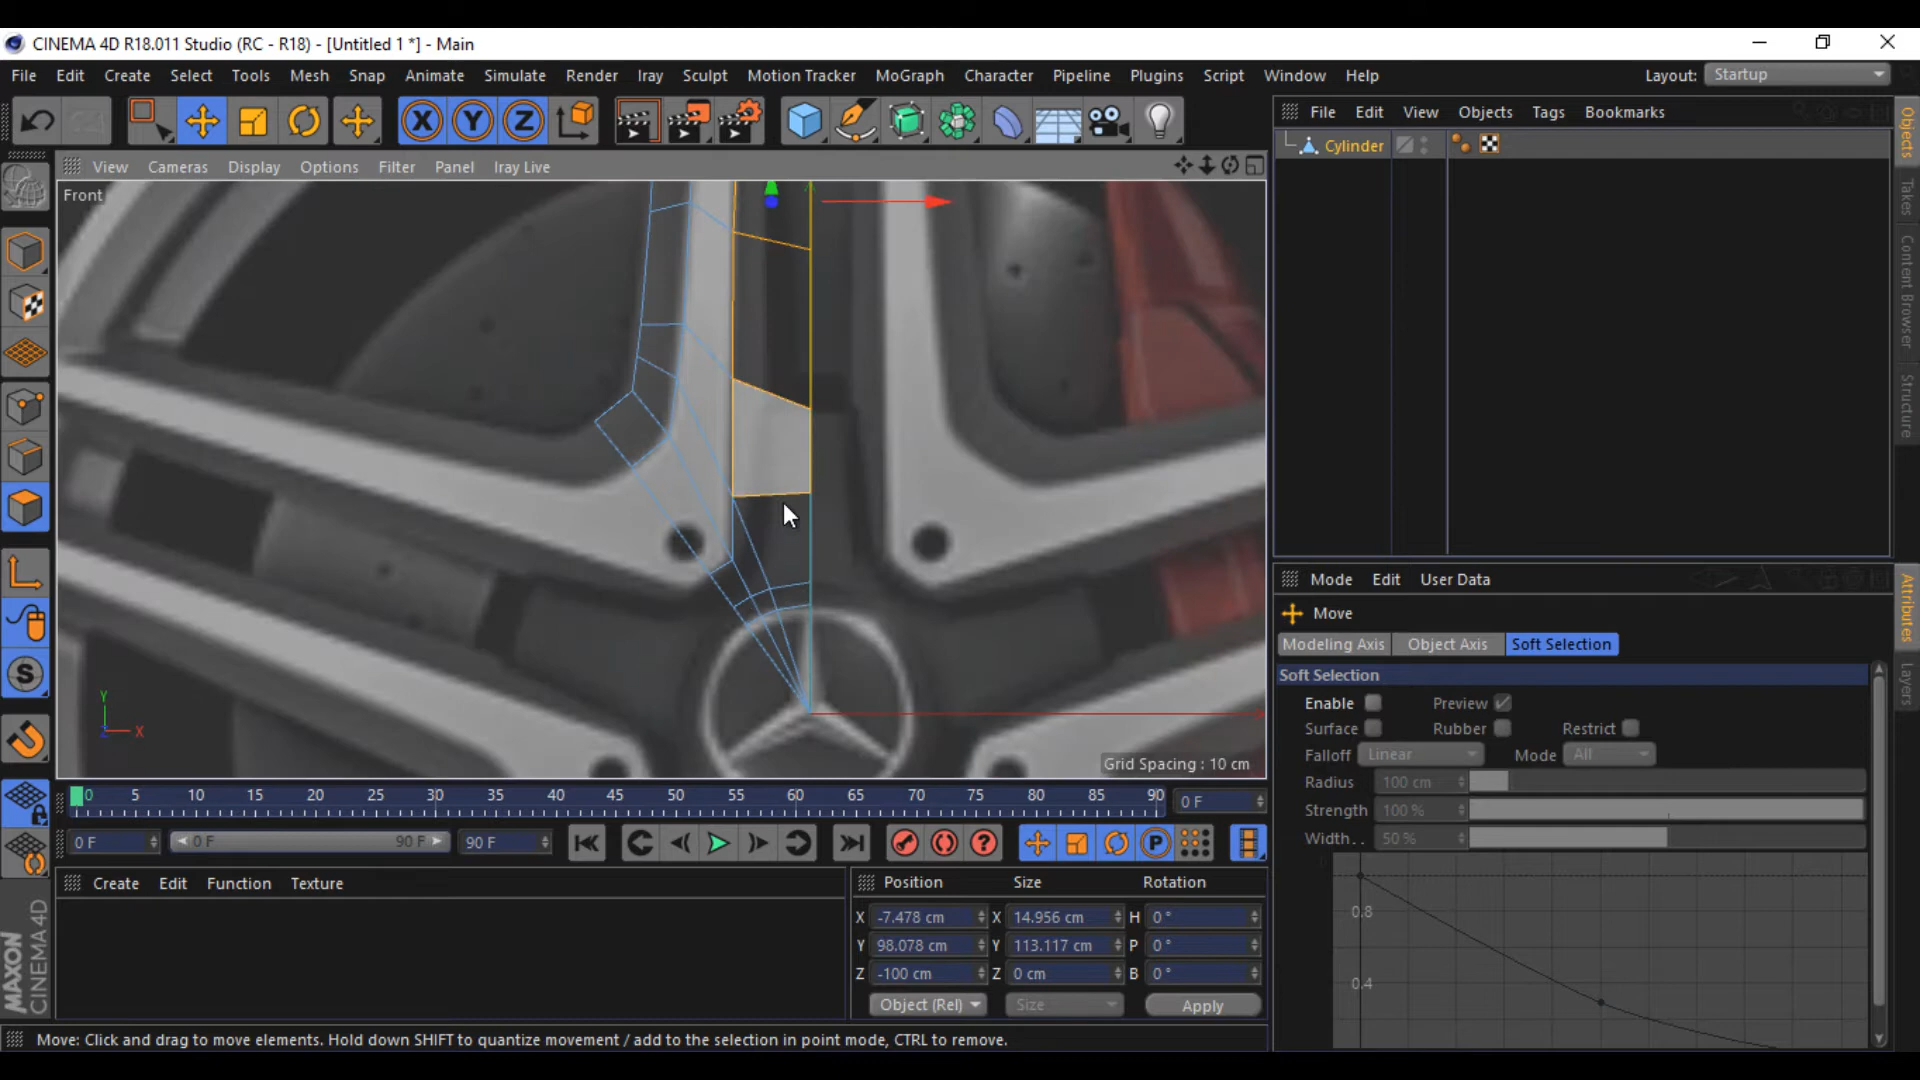 CINEMA 4D R18.011 Studio (RC - R18) - [Untitled 1 *] - Main
File Edit Create Select Tools Mesh Snap Animate Simulate Render Iray Sculpt Motion Tracker MoGraph Character Pipeline Plugins Script Window Help Layout: Startup
X Y Z
File Edit View Objects Tags Bookmarks
Objects
Takes
Content Browser
Structure
Cylinder
View Cameras Display Options Filter Panel Iray Live
Front
Y
X
Z
S
Grid Spacing : 10 cm
Mode Edit User Data
Attributes
Layers
Move
Modeling Axis Object Axis Soft Selection
Soft Selection
Enable Preview
Surface Rubber Restrict
Falloff Linear Mode All
Radius 100 cm
Strength 100 %
Width . . 50 %
0.8
0.4
0 5 10 15 20 25 30 35 40 45 50 55 60 65 70 75 80 85 90 0 F
0 F 0 F 90 F 90 F
P
Create Edit Function Texture
Position Size Rotation
X -7.478 cm X 14.956 cm H 0 °
Y 98.078 cm Y 113.117 cm P 0 °
Z -100 cm Z 0 cm B 0 °
Object (Rel) Size Apply
MAXON
CINEMA 4D
Move: Click and drag to move elements. Hold down SHIFT to quantize movement / add to the selection in point mode, CTRL to remove.